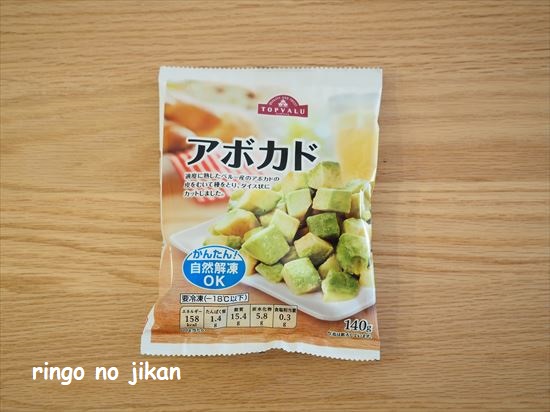 TOPVALU
アボカド
適度に熟したペルー産のアボカドの
皮をむいて種をとり、ダイス状に
カットしました。
かんたん!
自然解凍
OK
要冷凍(-18℃以下)
エネルギー たんぱく質 脂質 炭水化物 食塩相当量
158 kcal 1.4 g 15.4 g 5.8 g 0.3 g
140g
ringo no jikan